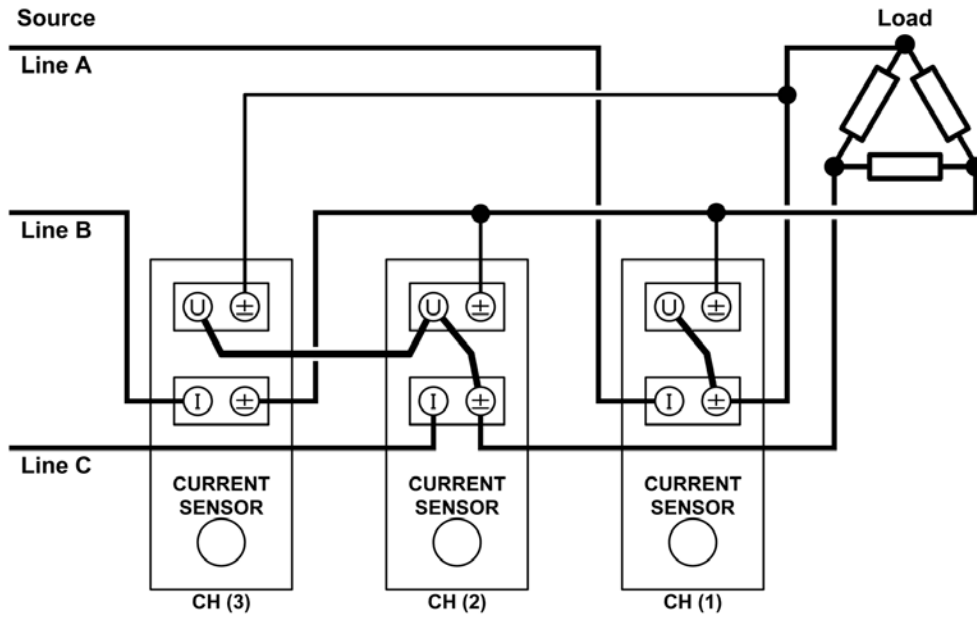 Source
Load
Line A
Line B
U ± U ± U ±
I ± I ± I ±
Line C
CURRENT SENSOR
CURRENT SENSOR
CURRENT SENSOR
CH (3)
CH (2)
CH (1)